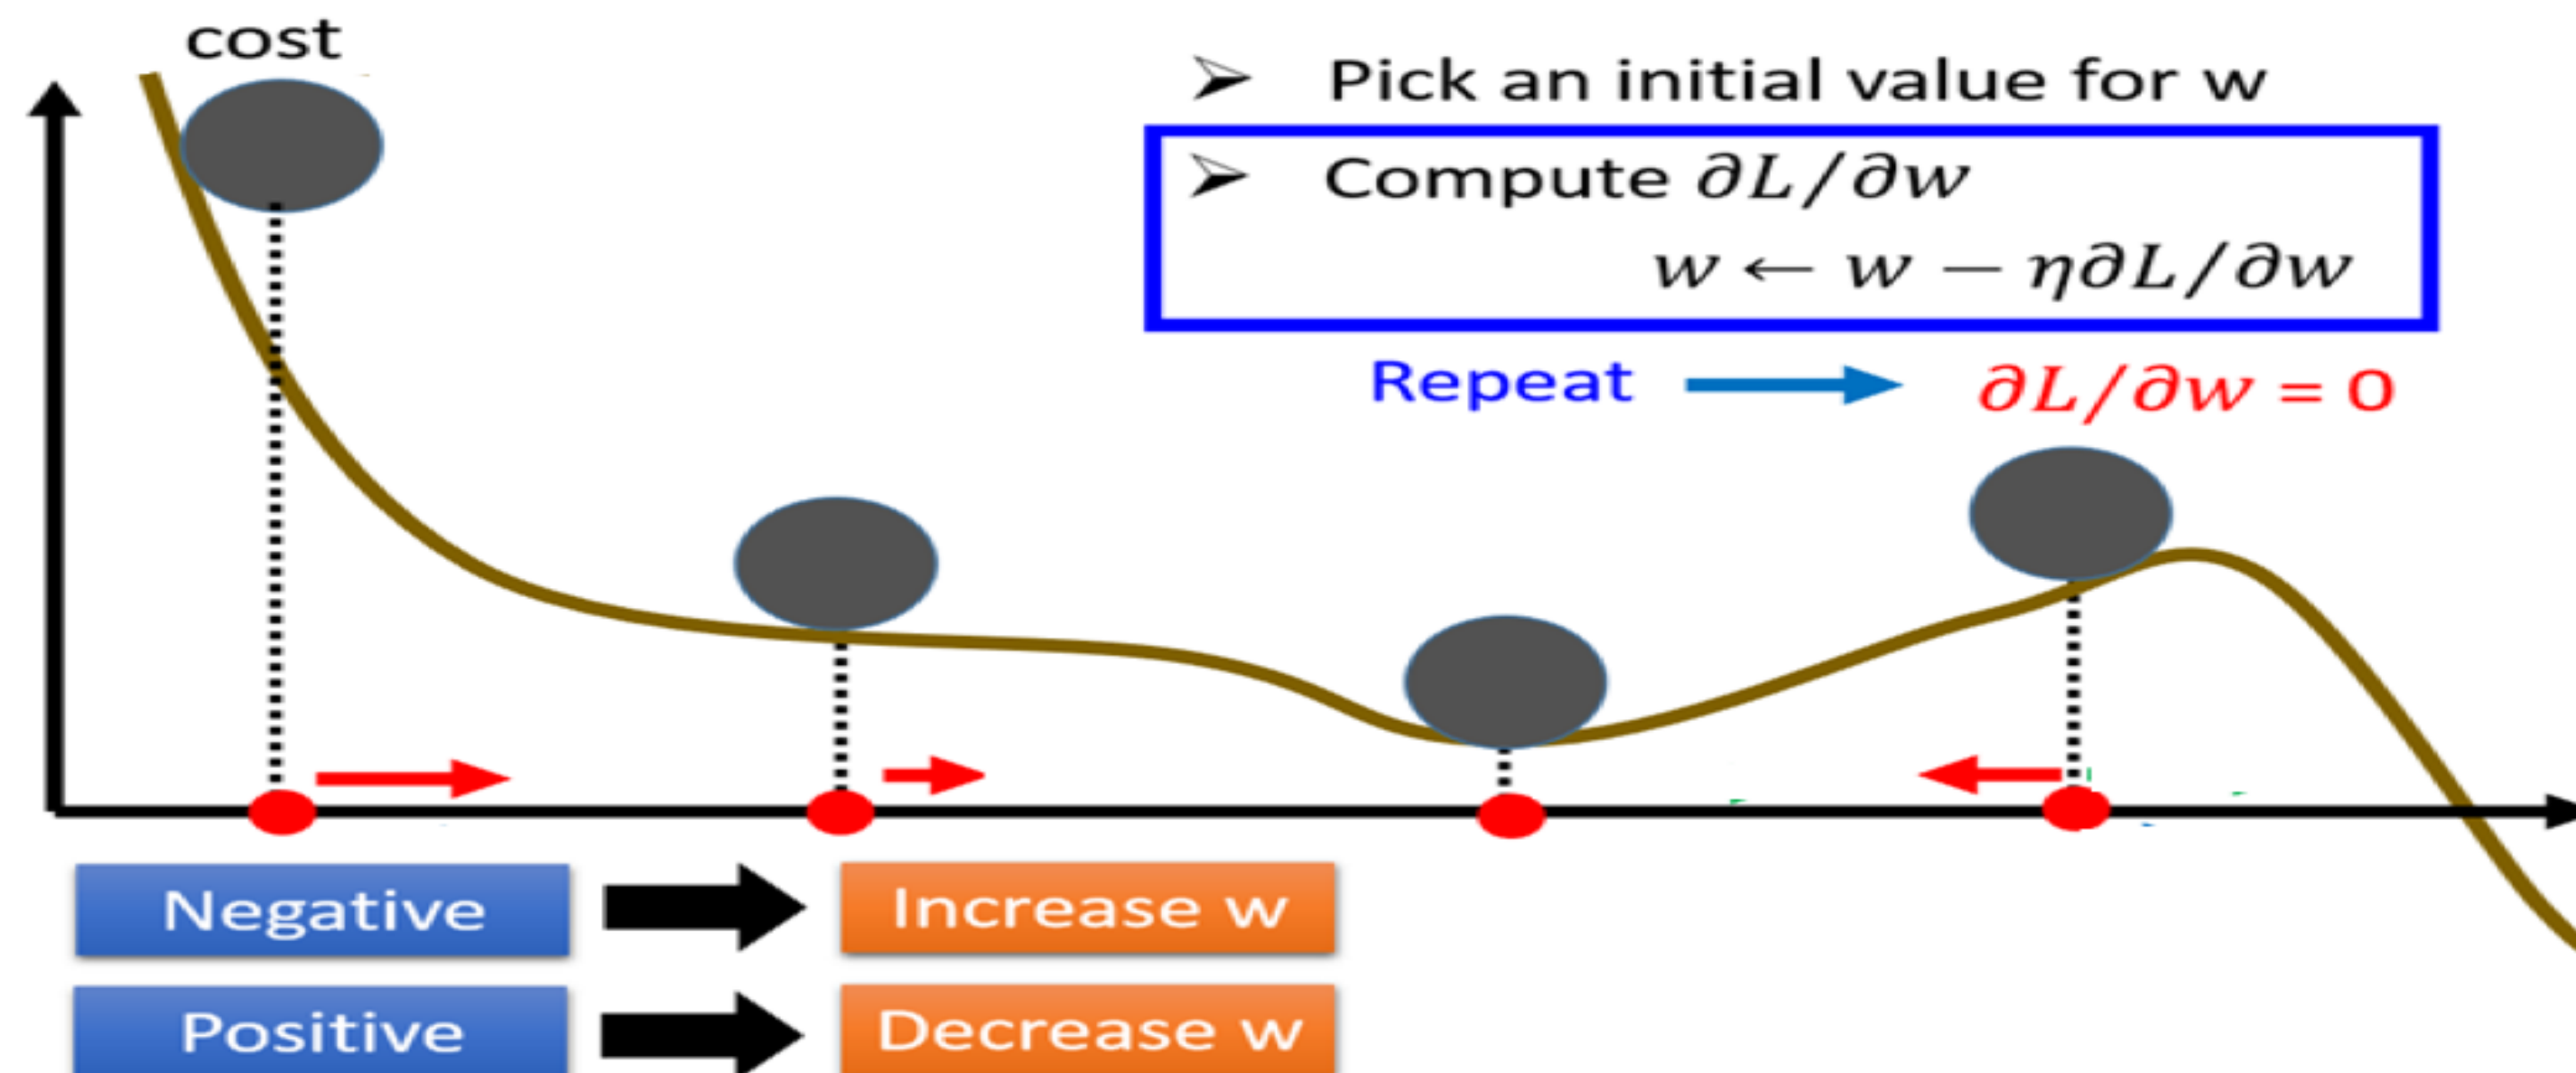 cost
➢ Pick an initial value for w
➢ Compute ∂L/∂w
w ← w − η∂L/∂w
Repeat → ∂L/∂w = 0
Negative
Increase w
Positive
Decrease w